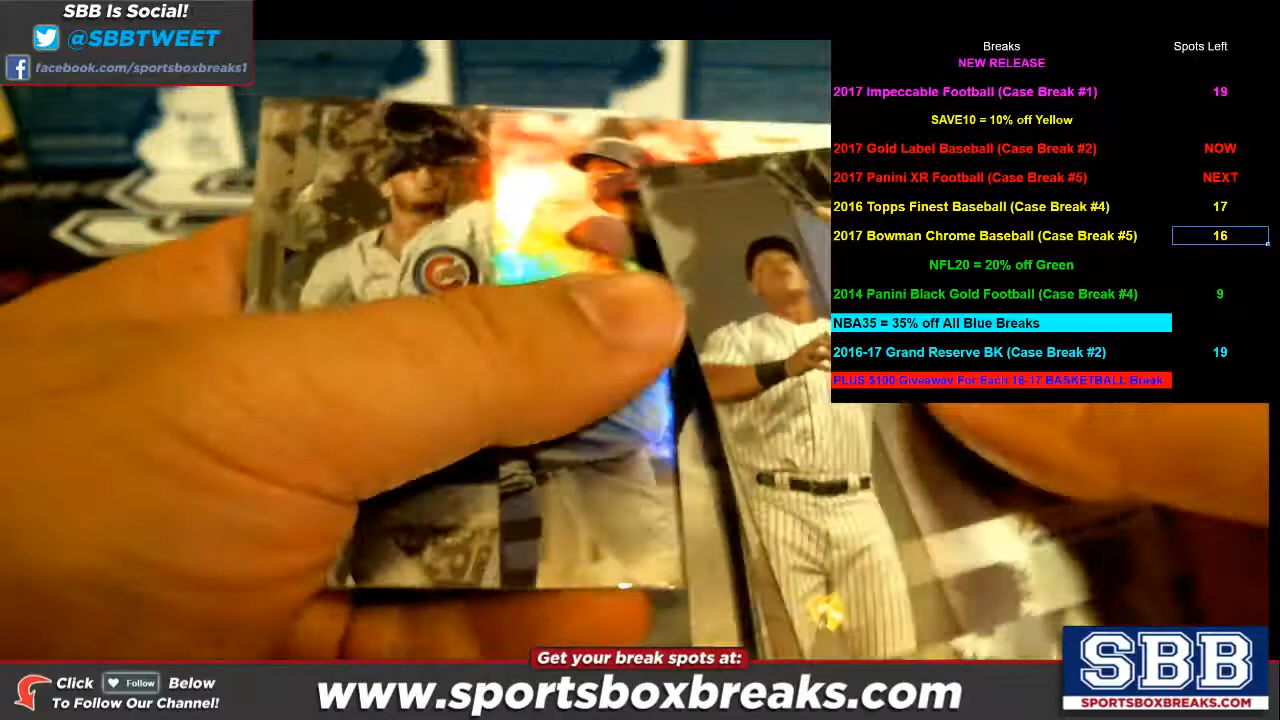 SBB Is Social!
@SBBTWEET
facebook.com/sportsboxbreaks1
Breaks Spots Left
NEW RELEASE
2017 Impeccable Football (Case Break #1) 19
SAVE10 = 10% off Yellow
2017 Gold Label Baseball (Case Break #2) NOW
2017 Panini XR Football (Case Break #5) NEXT
2016 Topps Finest Baseball (Case Break #4) 17
2017 Bowman Chrome Baseball (Case Break #5) 16
NFL20 = 20% off Green
2014 Panini Black Gold Football (Case Break #4) 9
NBA35 = 35% off All Blue Breaks
2016-17 Grand Reserve BK (Case Break #2) 19
PLUS $100 Giveaway For Each 16-17 BASKETBALL Break
Get your break spots at:
Click Follow Below
To Follow Our Channel!
www.sportsboxbreaks.com
SBB
SPORTSBOXBREAKS.COM